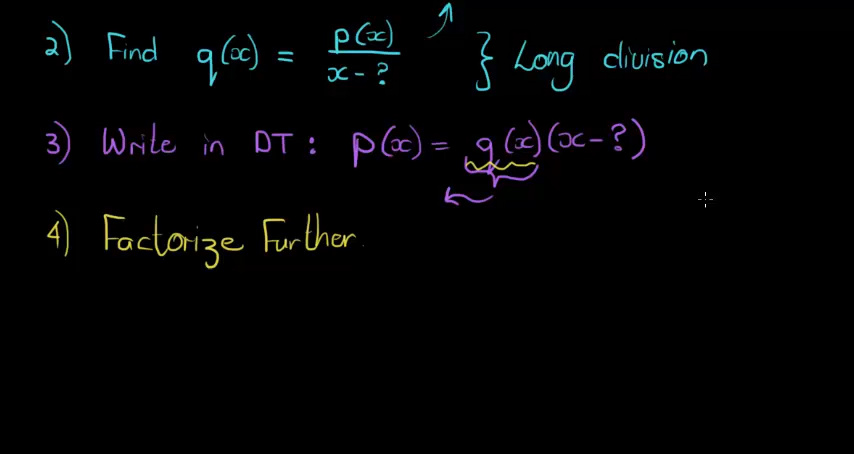 2) Find q(x) = p(x)/(x-?) } Long division
3) Write in DT: p(x) = q(x)(x-?)
4) Factorize Further.